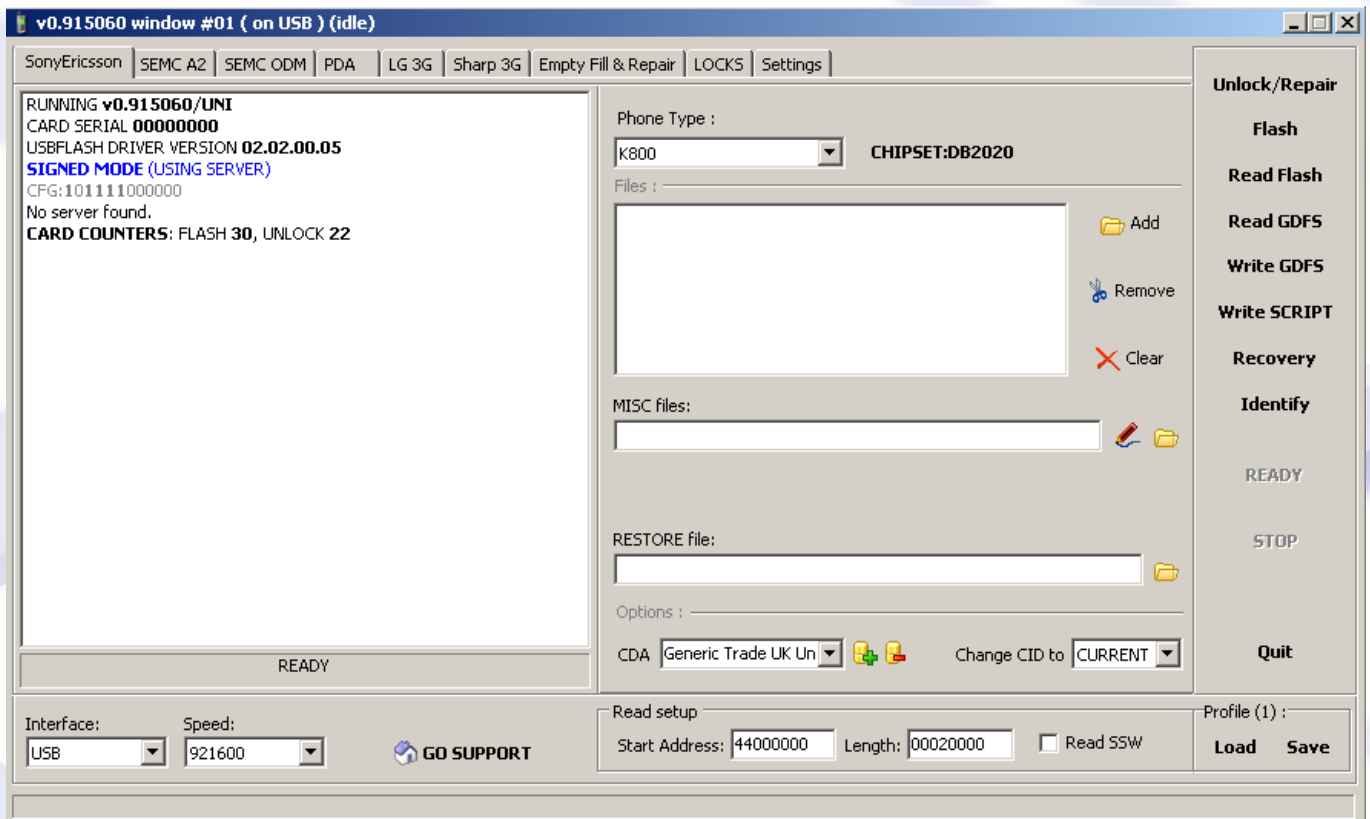 v0.915060 window #01 ( on USB ) (idle)
SonyEricsson SEMC A2 SEMC ODM PDA LG 3G Sharp 3G Empty Fill & Repair LOCKS Settings
RUNNING v0.915060/UNI
CARD SERIAL 00000000
USBFLASH DRIVER VERSION 02.02.00.05
SIGNED MODE (USING SERVER)
CFG:101111000000
No server found.
CARD COUNTERS: FLASH 30, UNLOCK 22
READY
Phone Type :
K800 CHIPSET:DB2020
Files :
Add
Remove
Clear
MISC files:
RESTORE file:
Options :
CDA Generic Trade UK Un Change CID to CURRENT
Unlock/Repair
Flash
Read Flash
Read GDFS
Write GDFS
Write SCRIPT
Recovery
Identify
READY
STOP
Quit
Interface: Speed:
USB 921600 GO SUPPORT
Read setup
Start Address: 44000000 Length: 00020000 Read SSW
Profile (1) :
Load Save